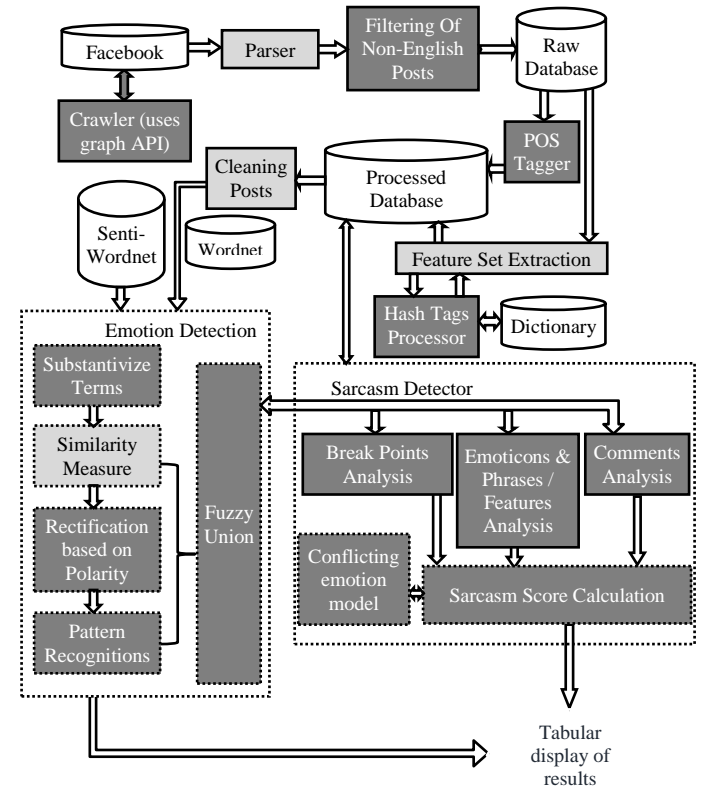 Facebook
Parser
Filtering Of
Non-English
Posts
Raw
Database
Crawler (uses
graph API)
POS
Tagger
Cleaning
Posts
Processed
Database
Senti-
Wordnet
Wordnet
Feature Set Extraction
Hash Tags
Processor
Dictionary
Emotion Detection
Substantivize
Terms
Similarity
Measure
Rectification
based on
Polarity
Pattern
Recognitions
Fuzzy
Union
Sarcasm Detector
Break Points
Analysis
Emoticons &
Phrases /
Features
Analysis
Comments
Analysis
Conflicting
emotion
model
Sarcasm Score Calculation
Tabular
display of
results